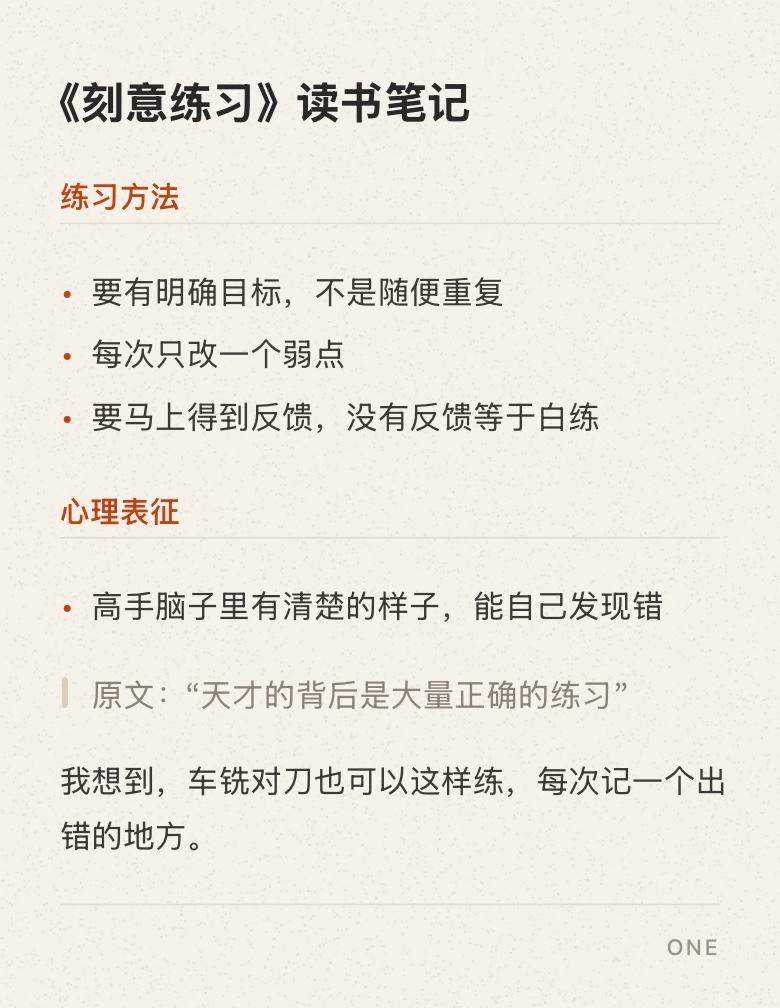 《刻意练习》读书笔记
练习方法
• 要有明确目标，不是随便重复
• 每次只改一个弱点
• 要马上得到反馈，没有反馈等于白练
心理表征
• 高手脑子里有清楚的样子，能自己发现错
原文：“天才的背后是大量正确的练习”
我想到，车铣对刀也可以这样练，每次记一个出
错的地方。
ONE